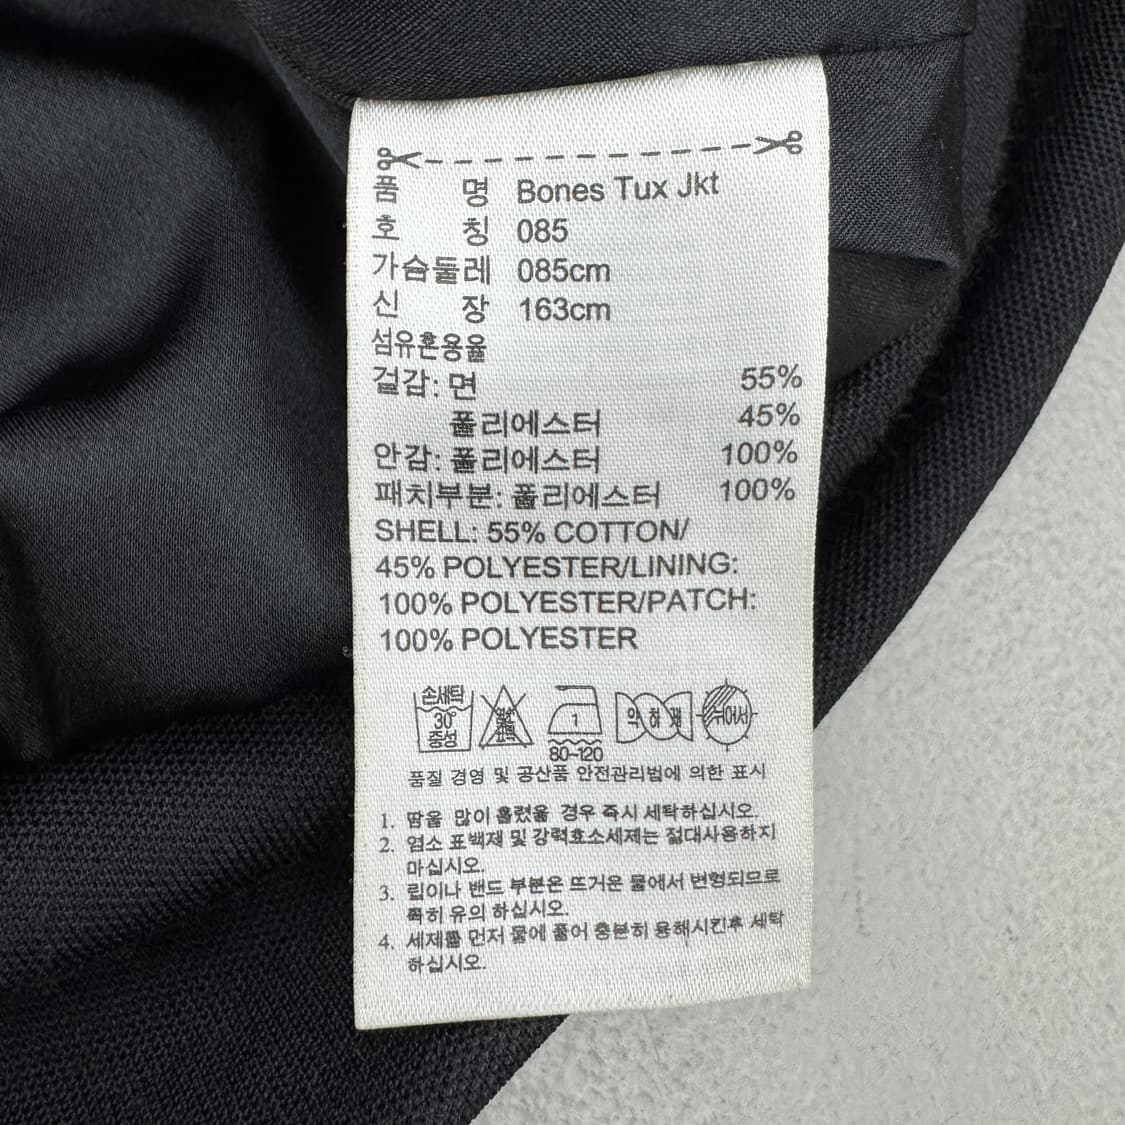 품 명 Bones Tux Jkt
호 칭 085
가슴둘레 085cm
신 장 163cm
섬유혼용율
겉감: 면 55%
폴리에스터 45%
안감: 폴리에스터 100%
패치부분: 폴리에스터 100%
SHELL: 55% COTTON/
45% POLYESTER/LINING:
100% POLYESTER/PATCH:
100% POLYESTER
손세탁
30°
중성
1
80~120
약하게
뉘어서
품질 경영 및 공산품 안전관리법에 의한 표시
1. 땀을 많이 흘렸을 경우 즉시 세탁하십시오.
2. 염소 표백재 및 강력효소세제는 절대사용하지
마십시오.
3. 립이나 밴드 부분은 뜨거운 물에서 변형되므로
특히 유의 하십시오.
4. 세재를 먼저 물에 풀어 충분히 용해시킨후 세탁
하십시오.